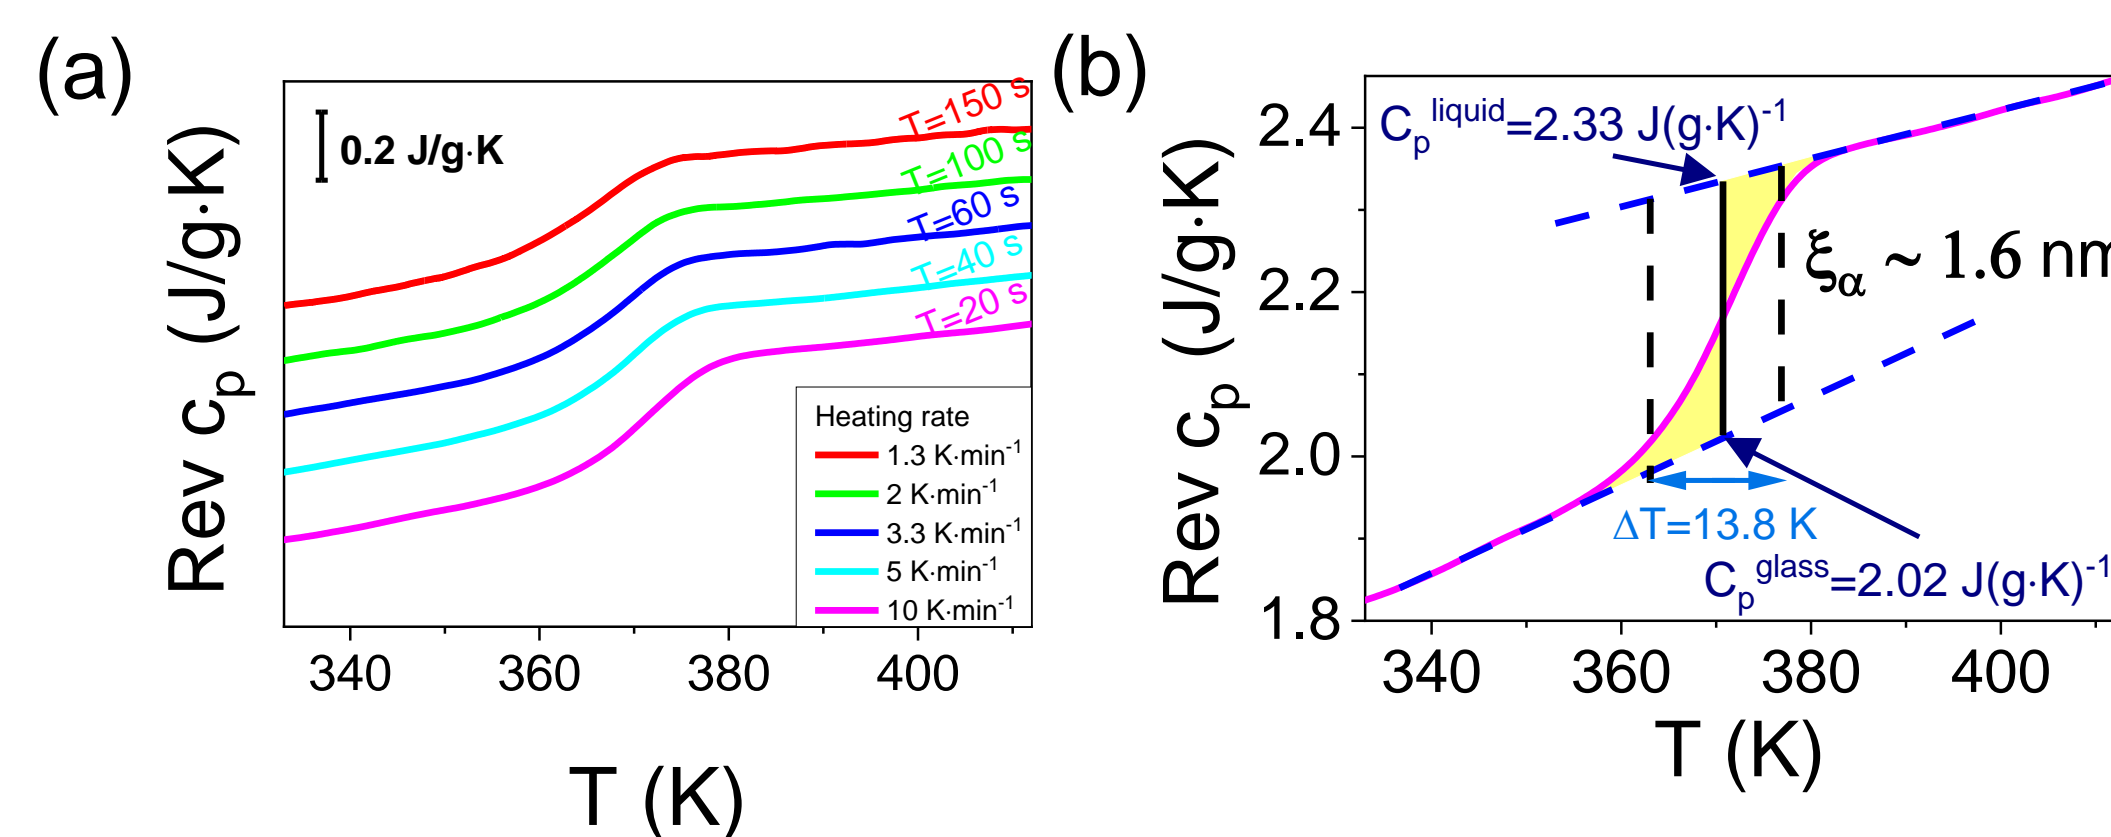 (a)
Rev cp (J/g·K)
0.2 J/g·K
T=150 s
T=100 s
T=60 s
T=40 s
T=20 s
Heating rate
1.3 K·min-1
2 K·min-1
3.3 K·min-1
5 K·min-1
10 K·min-1
340 360 380 400
T (K)
(b)
Rev cp (J/g·K)
2.4
2.2
2.0
1.8
Cp liquid=2.33 J(g·K)-1
ξα ~ 1.6 nm
ΔT=13.8 K
Cp glass=2.02 J(g·K)-1
340 360 380 400
T (K)